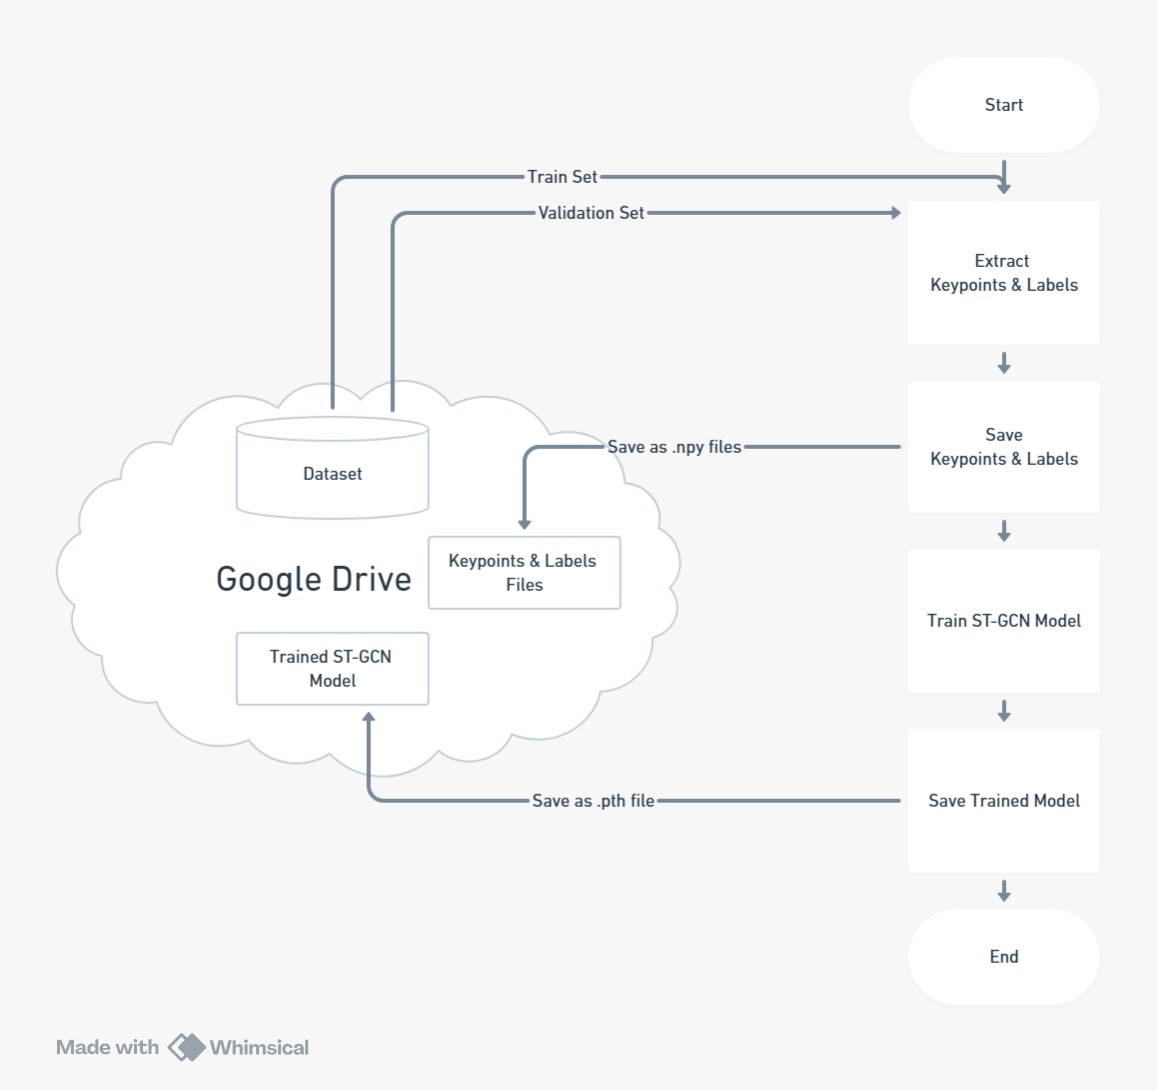 Start
Train Set
Validation Set
Extract
Keypoints & Labels
Save
Keypoints & Labels
Save as .npy files
Dataset
Keypoints & Labels
Files
Google Drive
Train ST-GCN Model
Trained ST-GCN
Model
Save as .pth file
Save Trained Model
End
Made with Whimsical